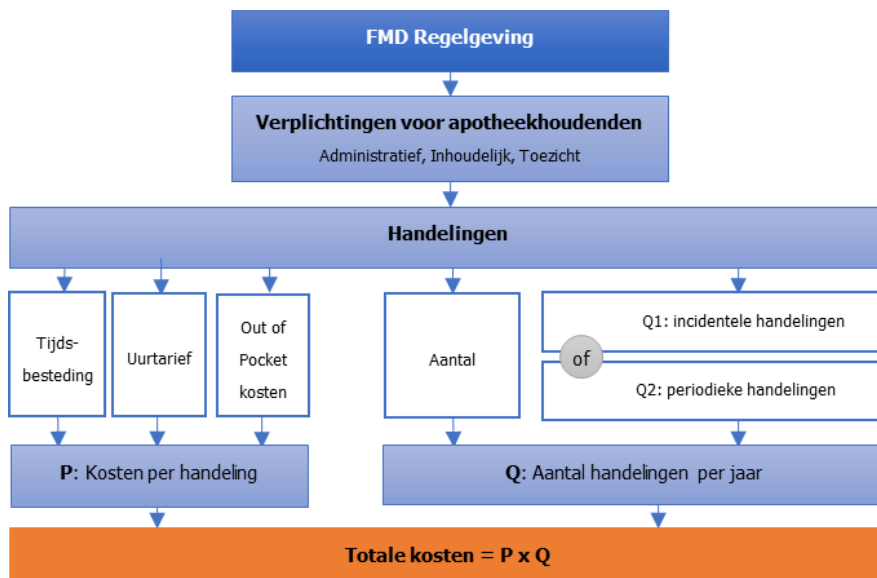 FMD Regelgeving
Verplichtingen voor apotheekhoudenden
Administratief, Inhoudelijk, Toezicht
Handelingen
Tijds-
besteding
Uurtarief
Out of
Pocket
kosten
Aantal
Q1: incidentele handelingen
of
Q2: periodieke handelingen
P: Kosten per handeling
Q: Aantal handelingen per jaar
Totale kosten = P x Q